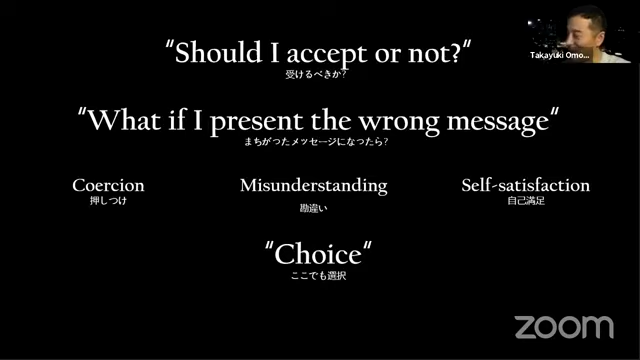 Takayuki Omo...
"Should I accept or not?"
受けるべきか?
"What if I present the wrong message"
まちがったメッセージになったら?
Coercion Misunderstanding Self-satisfaction
押しつけ 勘違い 自己満足
"Choice"
ここでも選択
zoom